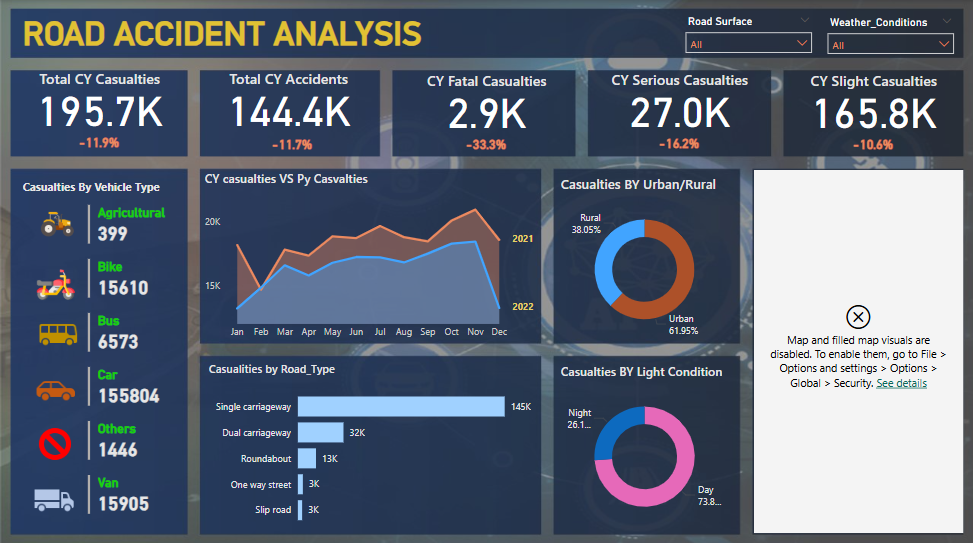 ROAD ACCIDENT ANALYSIS
Road Surface
All
Weather_Conditions
All
Total CY Casualties
195.7K
-11.9%
Total CY Accidents
144.4K
-11.7%
CY Fatal Casualties
2.9K
-33.3%
CY Serious Casualties
27.0K
-16.2%
CY Slight Casualties
165.8K
-10.6%
Casualties By Vehicle Type
Agricultural
399
Bike
15610
Bus
6573
Car
155804
Others
1446
Van
15905
CY casualties VS Py Casvalties
20K
15K
2021
2022
Jan Feb Mar Apr May Jun Jul Aug Sep Oct Nov Dec
Casualties by Road_Type
Single carriageway 145K
Dual carriageway 32K
Roundabout 13K
One way street 3K
Slip road 3K
Casualties BY Urban/Rural
Rural
38.05%
Urban
61.95%
Casualties BY Light Condition
Night
26.1...
Day
73.8...
Map and filled map visuals are
disabled. To enable them, go to File >
Options and settings > Options >
Global > Security. See details